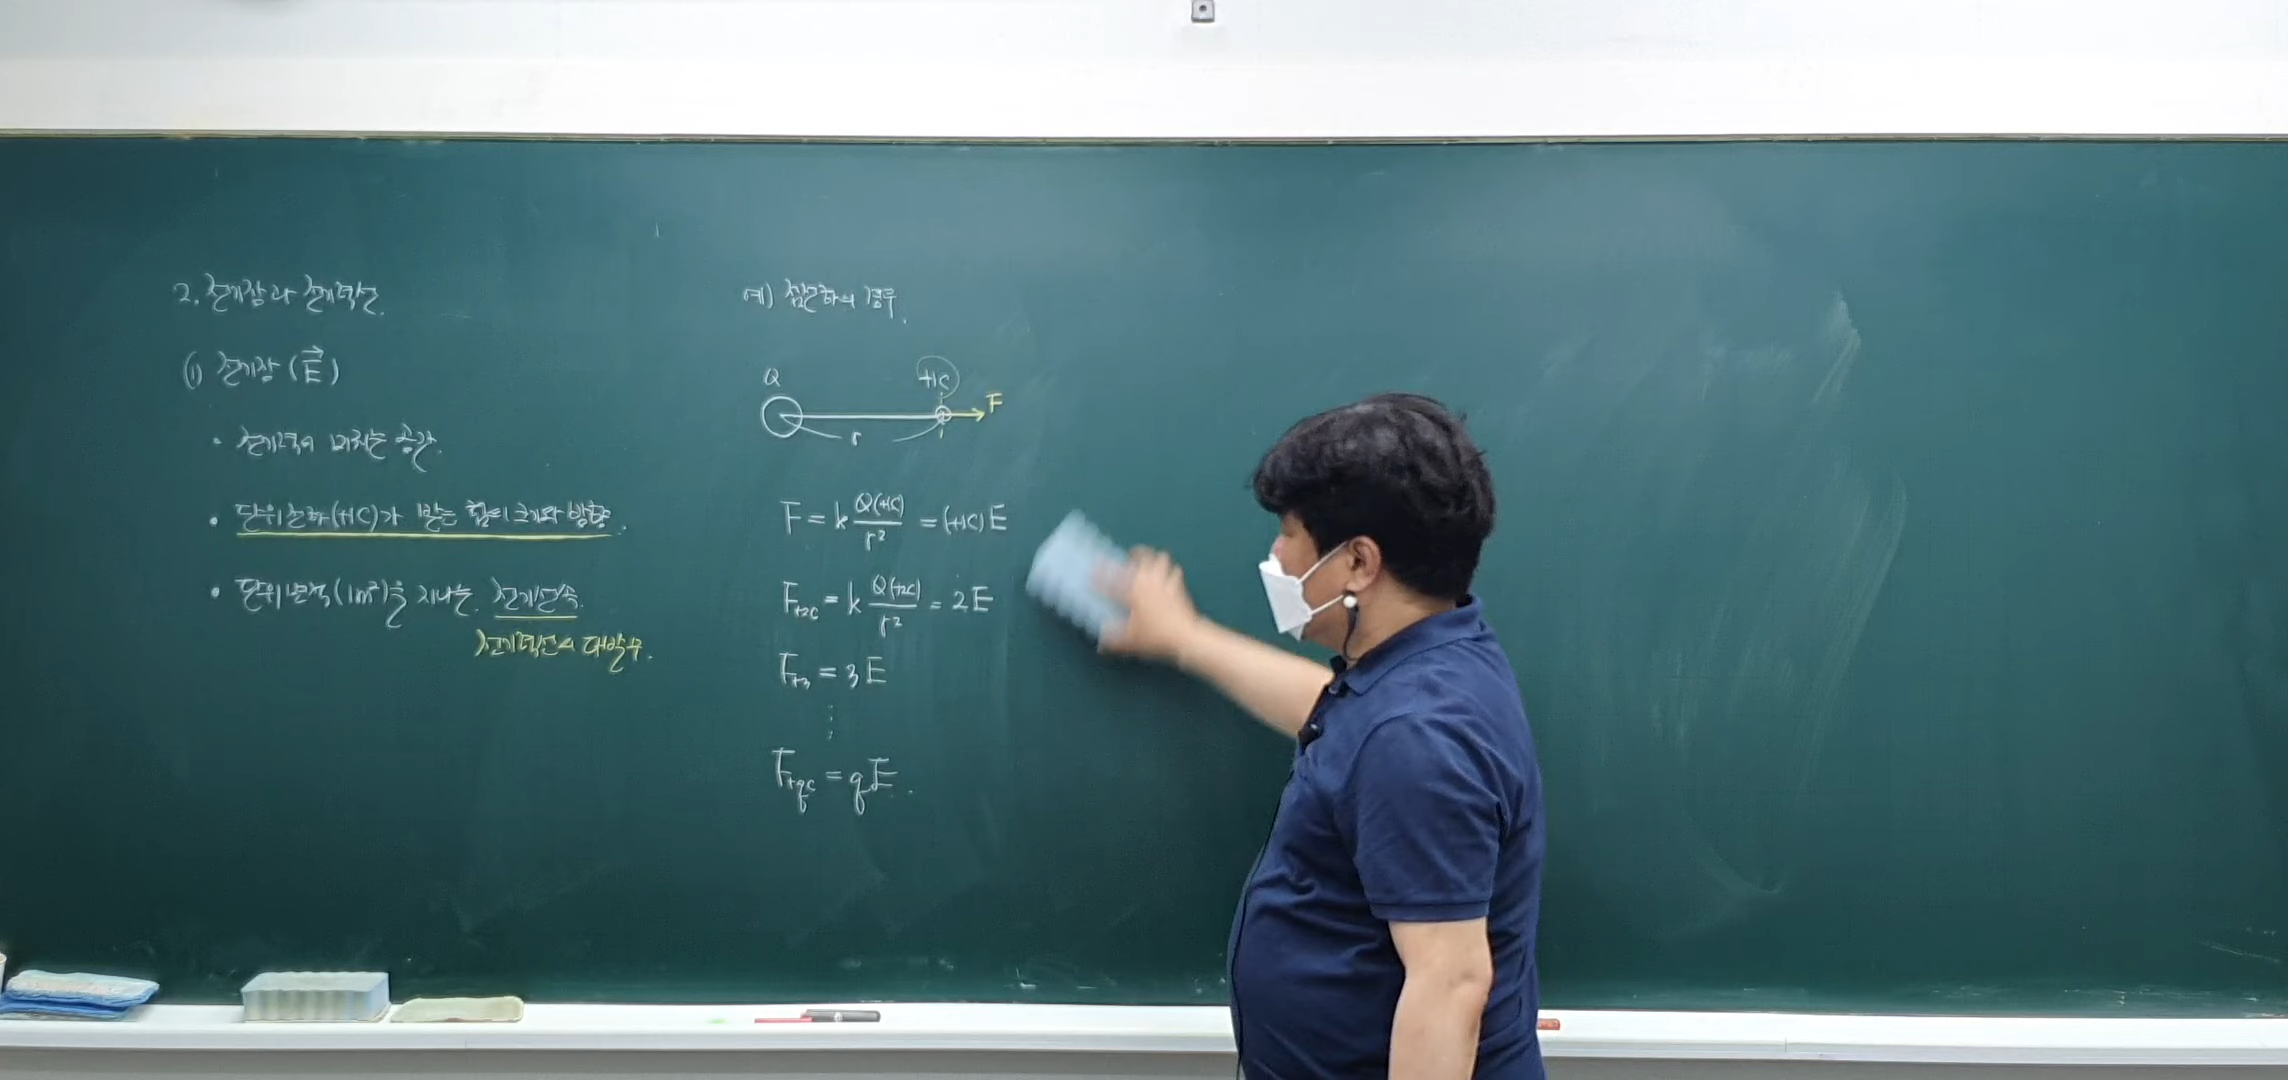 2. 전기장과 전기력선.
(1) 전기장 (E⃗)
· 전기력이 미치는 공간.
· 단위전하(+1C)가 받는 힘의 크기와 방향.
· 단위면적(1m²)을 지나는 전기선속.
전기력선의 대박수.
예) 점전하의 경우.
Q +1C F
r
F = k Q(+1C)/r² = (+1C)E
F₊₂c = k Q(+2C)/r² = 2E
F₊₃ = 3E
⋮
F₊qc = qE.